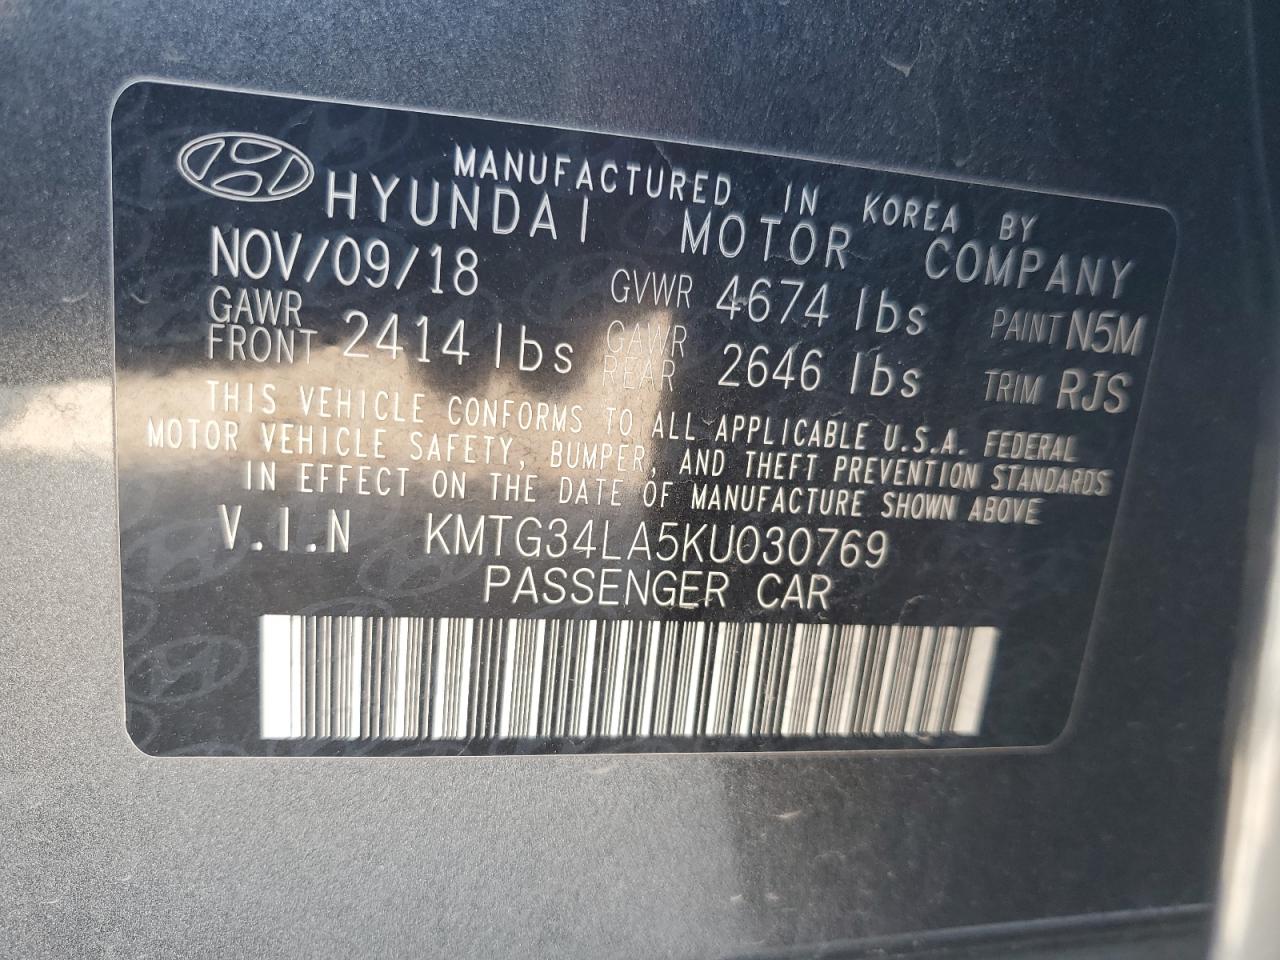 MANUFACTURED IN KOREA BY
HYUNDAI MOTOR COMPANY
NOV/09/18 GVWR 4674 lbs PAINT N5M
GAWR FRONT 2414 lbs GAWR REAR 2646 lbs TRIM RJS
THIS VEHICLE CONFORMS TO ALL APPLICABLE U.S.A. FEDERAL
MOTOR VEHICLE SAFETY, BUMPER, AND THEFT PREVENTION STANDARDS
IN EFFECT ON THE DATE OF MANUFACTURE SHOWN ABOVE
V.I.N KMTG34LA5KU030769
PASSENGER CAR